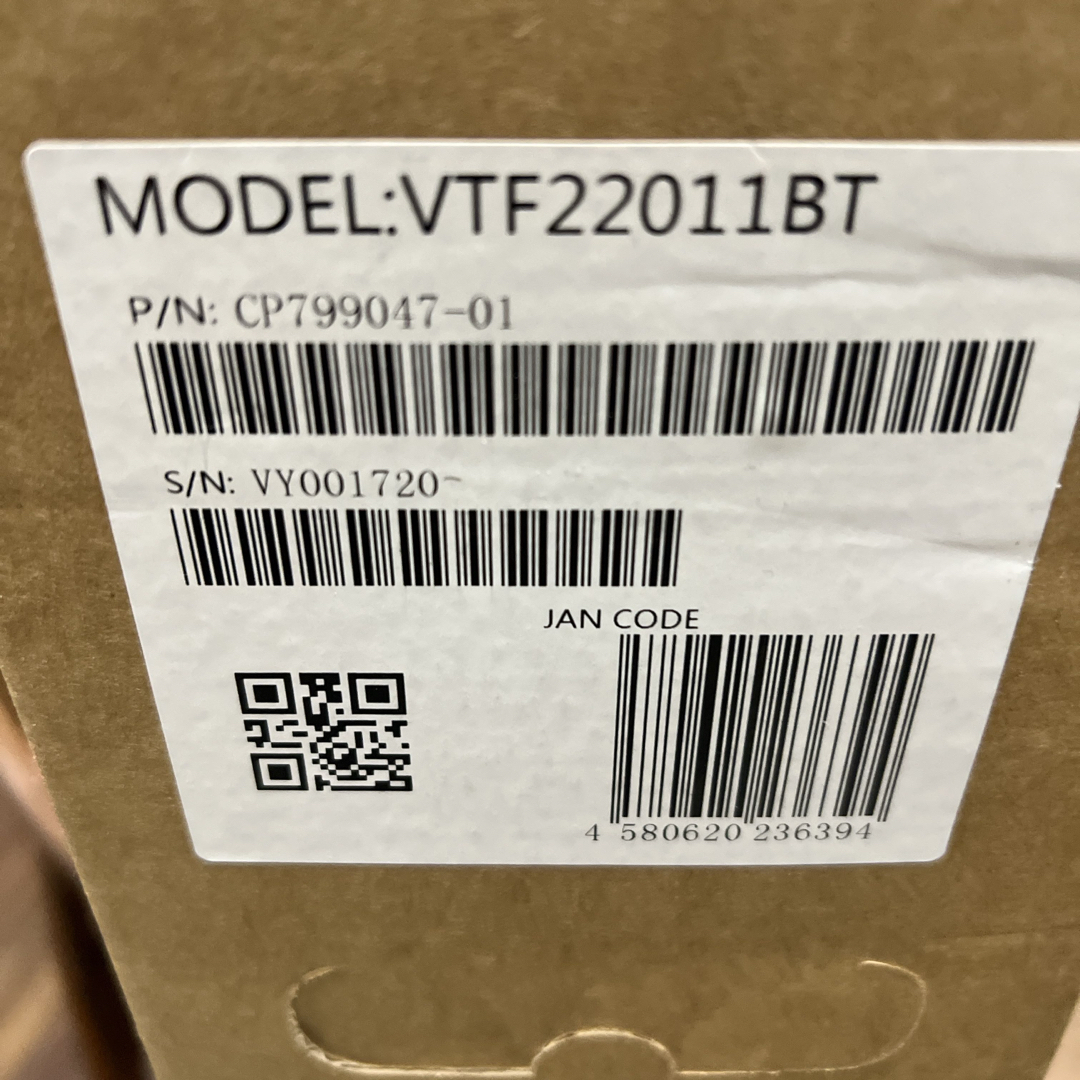 MODEL:VTF22011BT
P/N: CP799047-01
S/N: VY001720-
JAN CODE
4 580620 236394